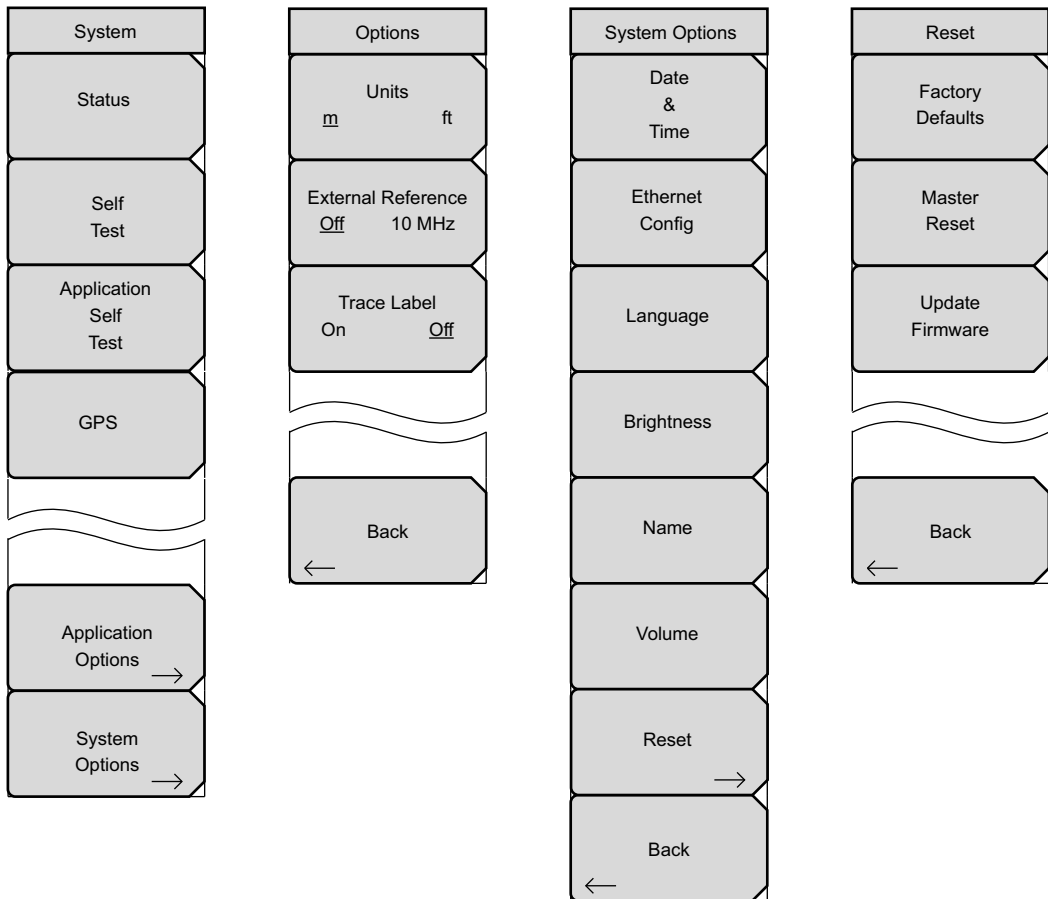 System
Status
Self
Test
Application
Self
Test
GPS
Application
Options
System
Options
Options
Units
m ft
External Reference
Off 10 MHz
Trace Label
On Off
Back
System Options
Date
&
Time
Ethernet
Config
Language
Brightness
Name
Volume
Reset
Back
Reset
Factory
Defaults
Master
Reset
Update
Firmware
Back